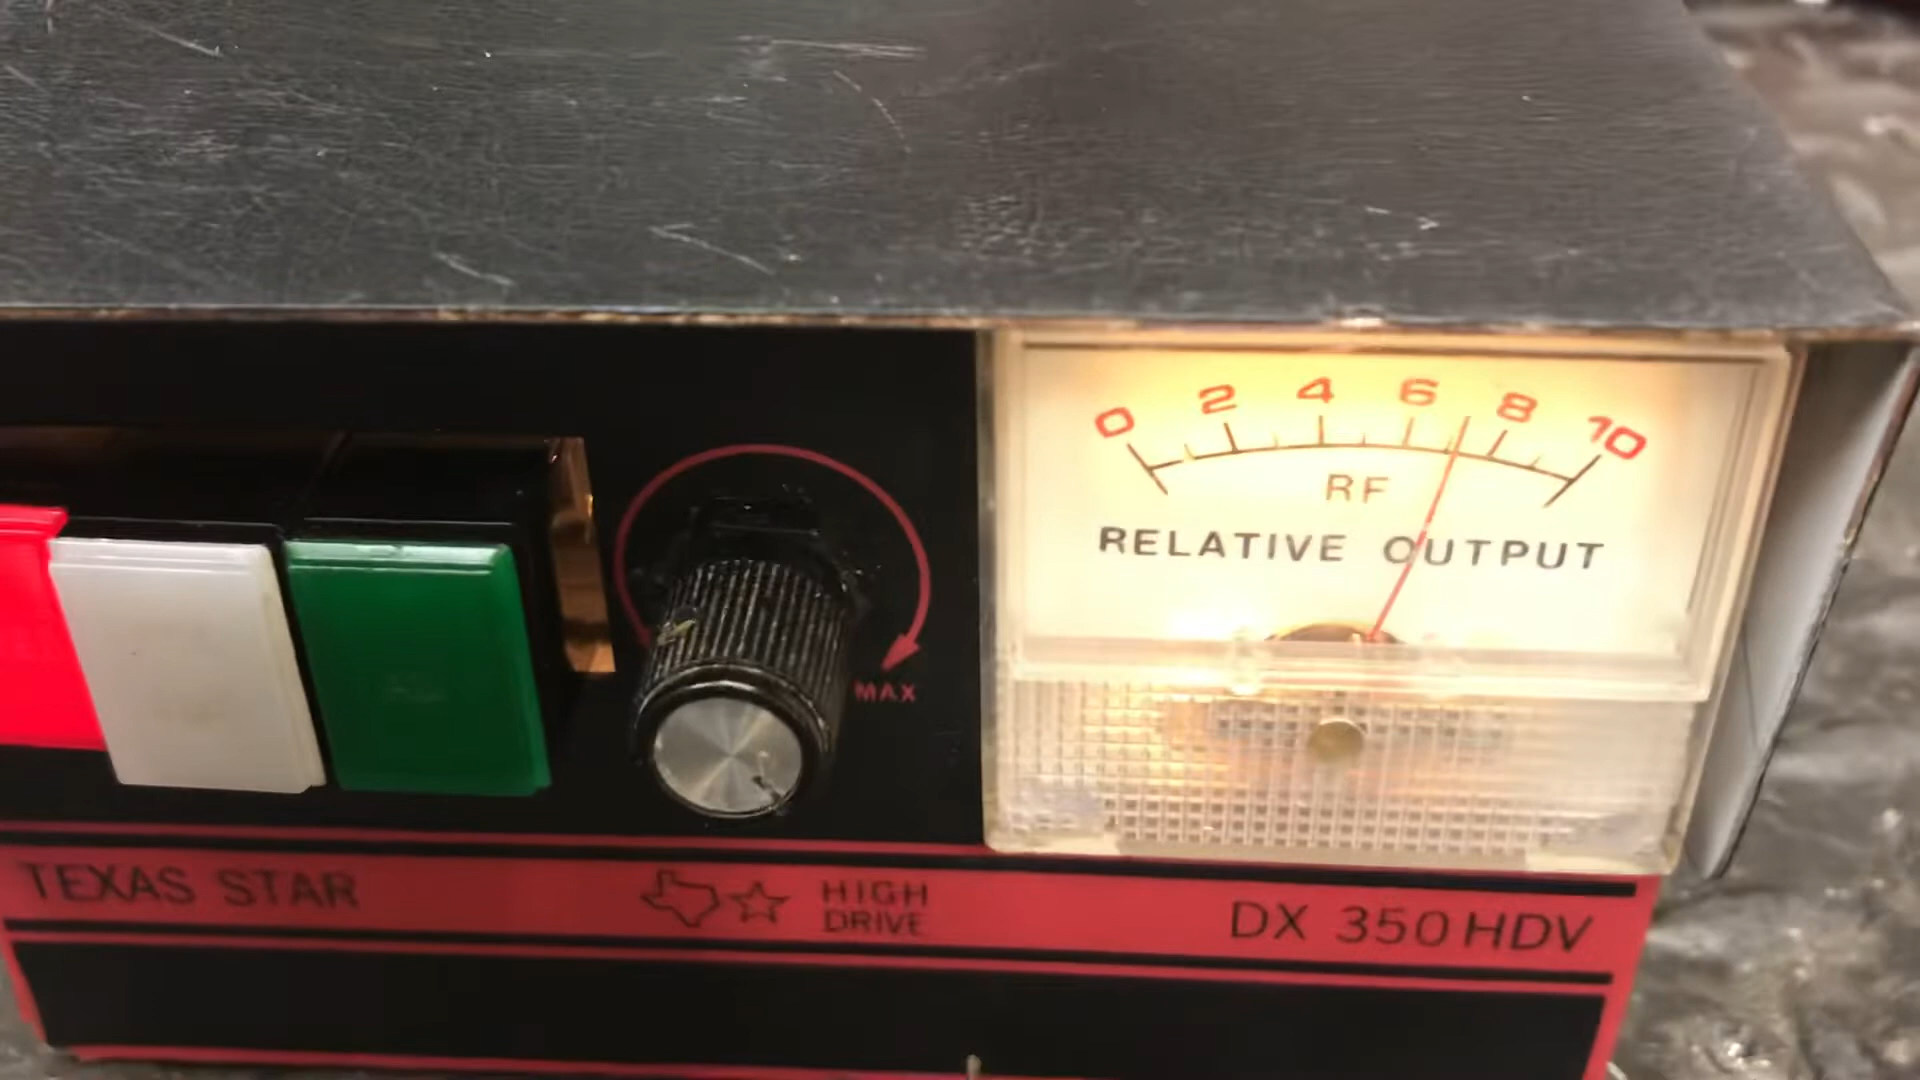 0 2 4 6 8 10
RF
RELATIVE OUTPUT
MAX
TEXAS STAR
HIGH
DRIVE
DX 350 HDV